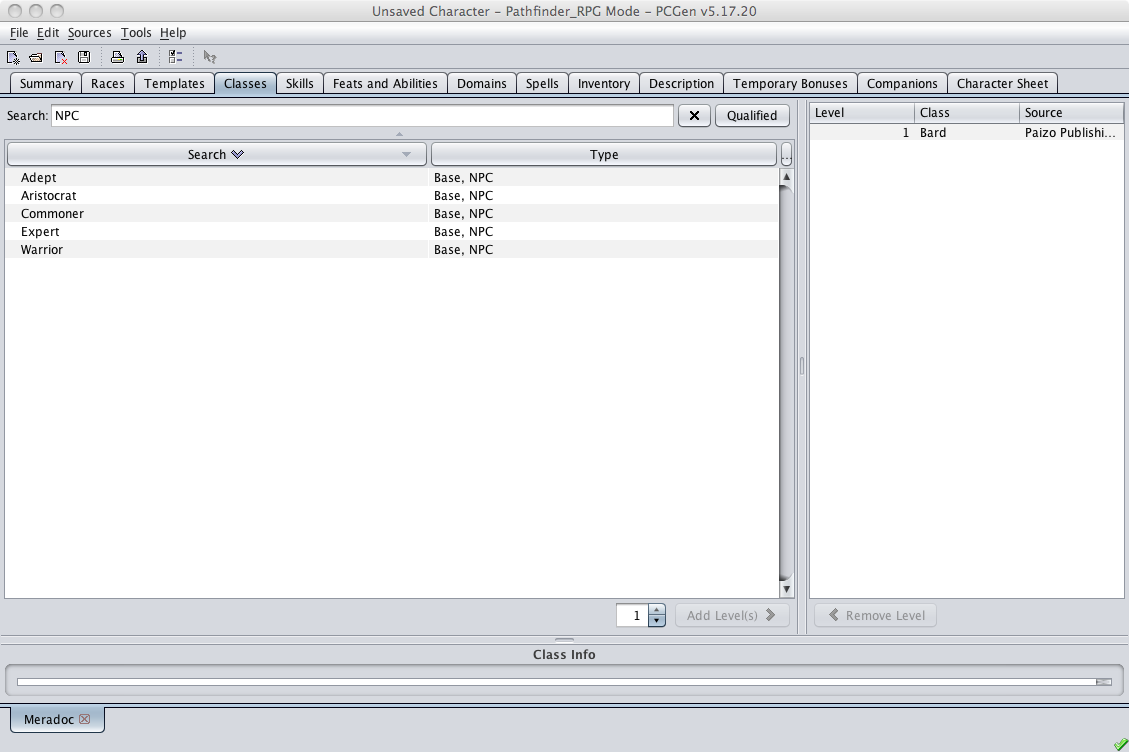 Unsaved Character - Pathfinder_RPG Mode - PCGen v5.17.20
File Edit Sources Tools Help
Summary Races Templates Classes Skills Feats and Abilities Domains Spells Inventory Description Temporary Bonuses Companions Character Sheet
Search: NPC Qualified
Search Type ...
Adept Base, NPC
Aristocrat Base, NPC
Commoner Base, NPC
Expert Base, NPC
Warrior Base, NPC
1 Add Level(s)
Level Class Source
1 Bard Paizo Publishi...
Remove Level
Class Info
Meradoc